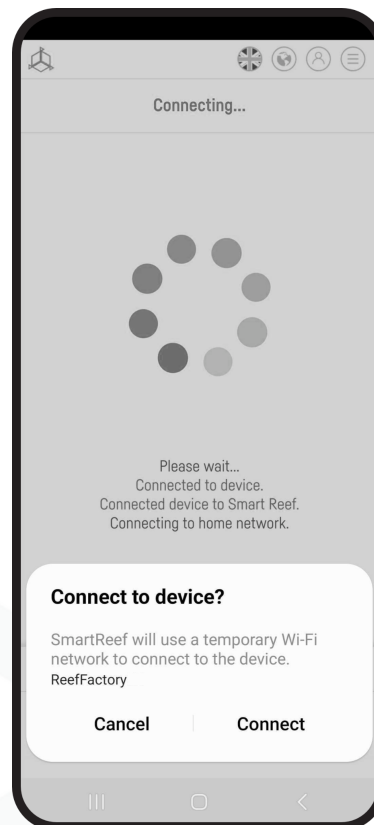 Connecting...
Please wait...
Connected to device.
Connected device to Smart Reef.
Connecting to home network.
Connect to device?
SmartReef will use a temporary Wi-Fi
network to connect to the device.
ReefFactory
Cancel
Connect